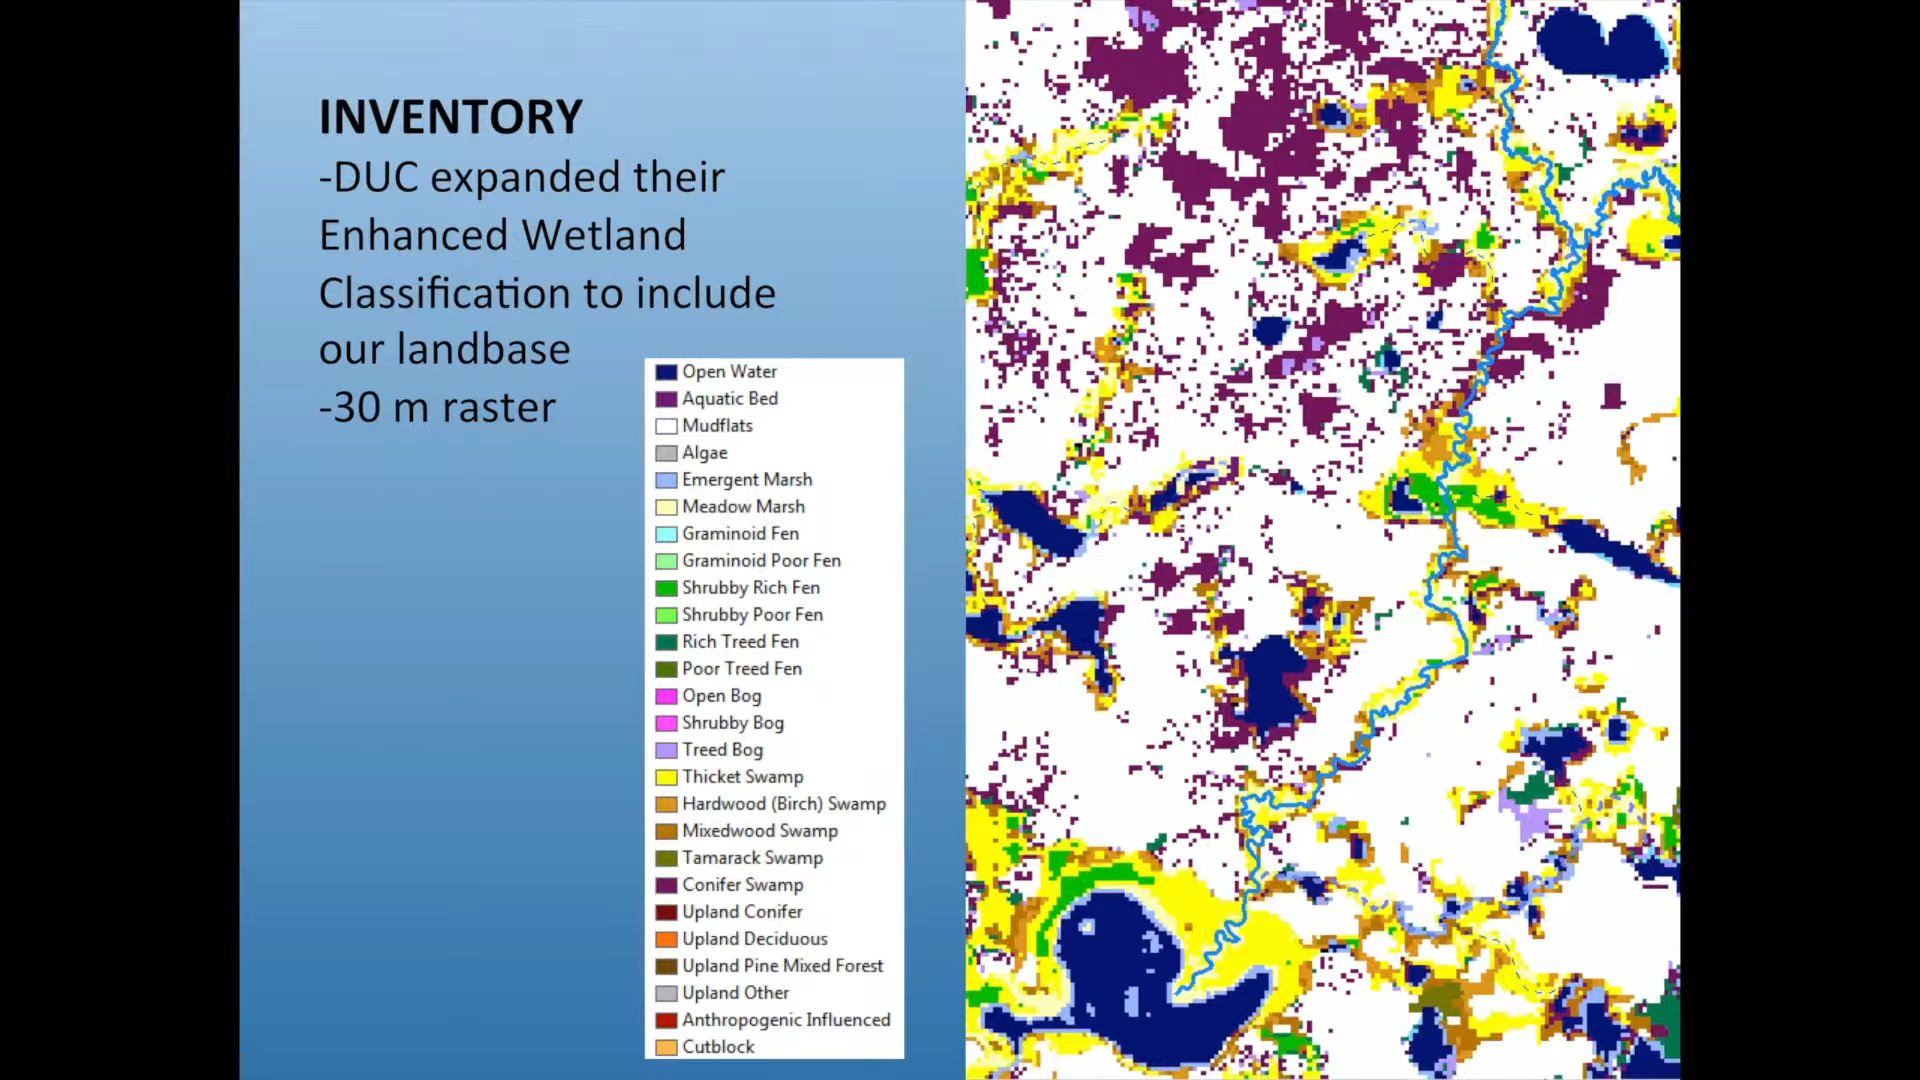 INVENTORY
-DUC expanded their
Enhanced Wetland
Classification to include
our landbase
-30 m raster
Open Water
Aquatic Bed
Mudflats
Algae
Emergent Marsh
Meadow Marsh
Graminoid Fen
Graminoid Poor Fen
Shrubby Rich Fen
Shrubby Poor Fen
Rich Treed Fen
Poor Treed Fen
Open Bog
Shrubby Bog
Treed Bog
Thicket Swamp
Hardwood (Birch) Swamp
Mixedwood Swamp
Tamarack Swamp
Conifer Swamp
Upland Conifer
Upland Deciduous
Upland Pine Mixed Forest
Upland Other
Anthropogenic Influenced
Cutblock